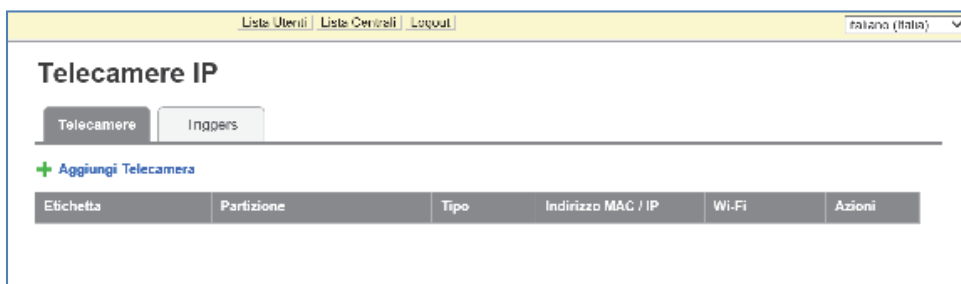 Lista Utenti Lista Centrali Logout Italiano (Italia)
Telecamere IP
Telecamere Triggers
Aggiungi Telecamera
Etichetta Partizione Tipo Indirizzo MAC / IP Wi-Fi Azioni